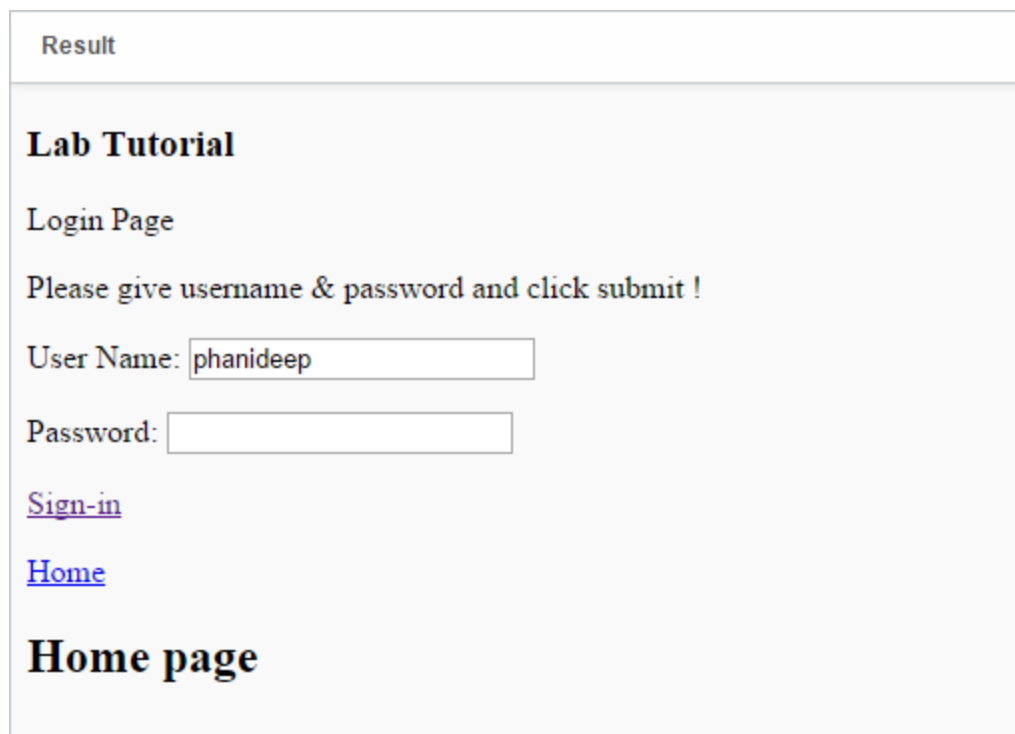 Result
Lab Tutorial
Login Page
Please give username & password and click submit !
User Name: phanideep
Password:
Sign-in
Home
Home page